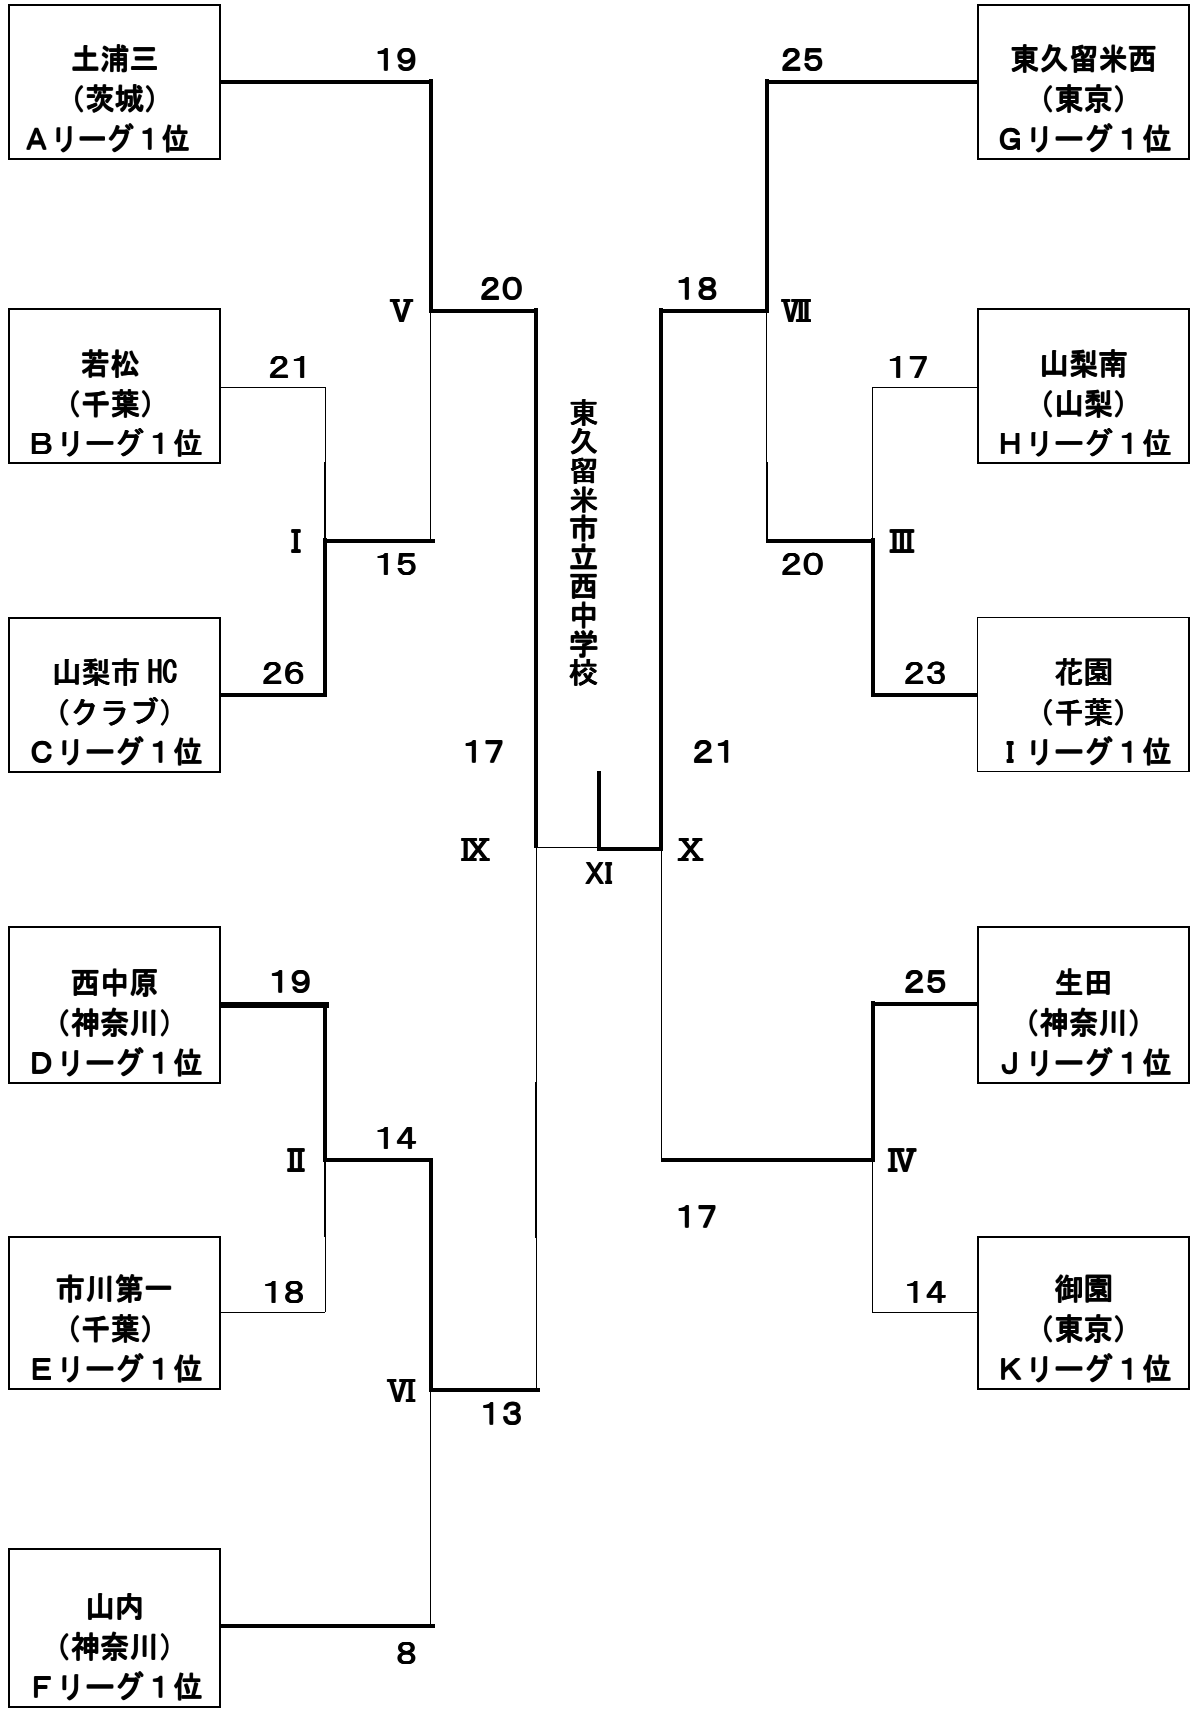 土浦三
（茨城）
Ａリーグ１位
19
25
東久留米西
（東京）
Ｇリーグ１位
20
18
Ⅴ
Ⅶ
若松
（千葉）
Ｂリーグ１位
21
17
山梨南
（山梨）
Ｈリーグ１位
東久留米市立西中学校
Ⅰ
15
20
Ⅲ
山梨市HC
（クラブ）
Ｃリーグ１位
26
23
花園
（千葉）
Ｉリーグ１位
17
21
Ⅸ
Ⅹ
XI
西中原
（神奈川）
Ｄリーグ１位
19
25
生田
（神奈川）
Ｊリーグ１位
14
Ⅱ
Ⅳ
17
市川第一
（千葉）
Ｅリーグ１位
18
14
御園
（東京）
Ｋリーグ１位
Ⅵ
13
山内
（神奈川）
Ｆリーグ１位
8